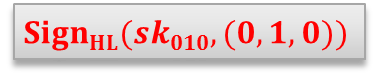 Sign_HL(sk_010, (0, 1, 0))